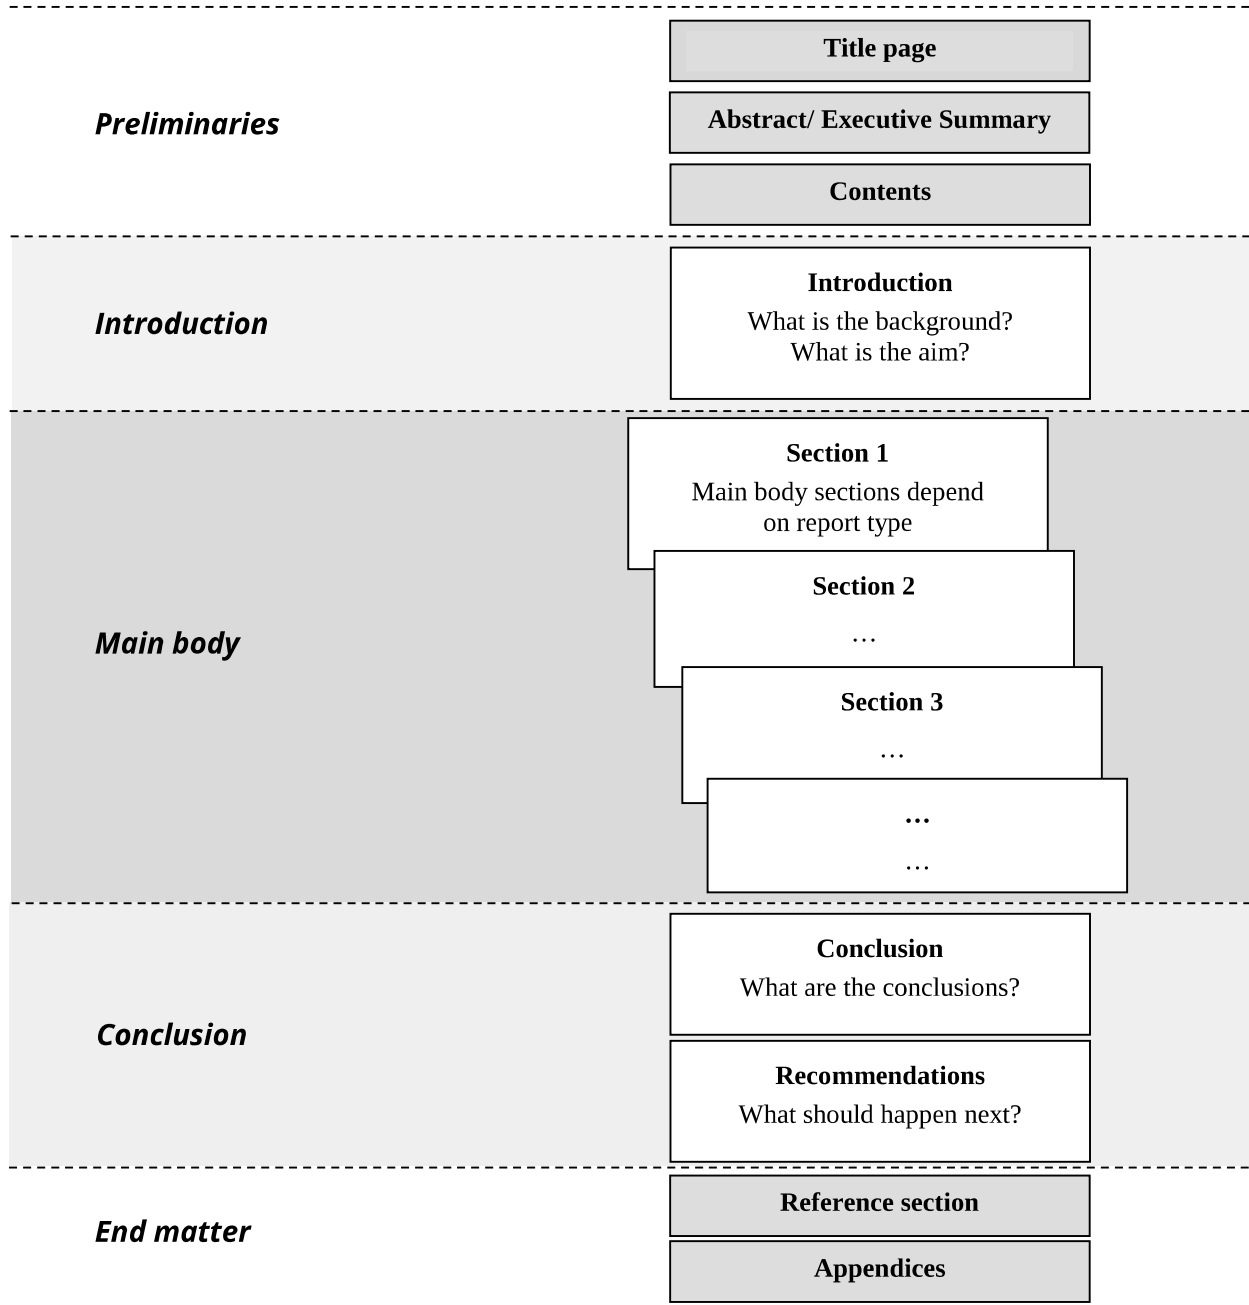 Title page
Preliminaries
Abstract/ Executive Summary
Contents
Introduction
Introduction
What is the background?
What is the aim?
Main body
Section 1
Main body sections depend
on report type
Section 2
…
Section 3
…
…
…
Conclusion
Conclusion
What are the conclusions?
Recommendations
What should happen next?
End matter
Reference section
Appendices